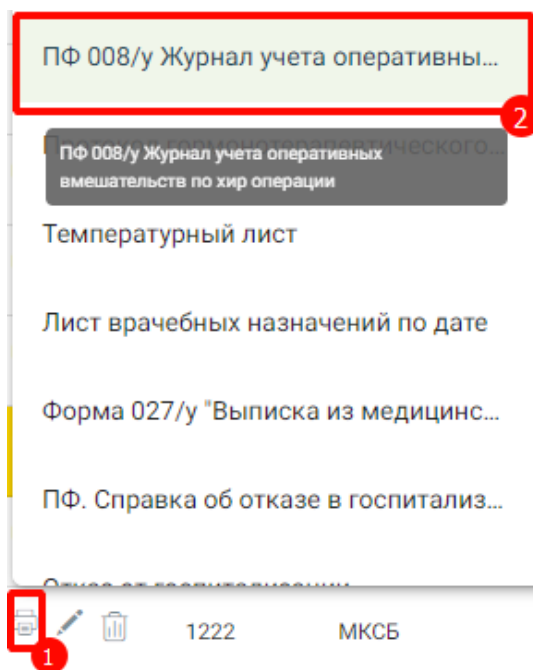 ПФ 008/у Журнал учета оперативны...
2
ПФ 008/у Журнал учета оперативных
вмешательств по хир операции
Температурный лист
Лист врачебных назначений по дате
Форма 027/у "Выписка из медицинс...
ПФ. Справка об отказе в госпитализ...
1222 МКСБ
1